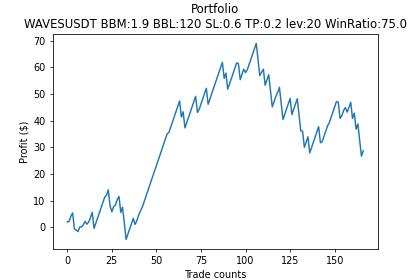 Portfolio
WAVESUSDT BBM:1.9 BBL:120 SL:0.6 TP:0.2 lev:20 WinRatio:75.0
70
60
50
40
30
20
10
0
Profit ($)
0 25 50 75 100 125 150
Trade counts